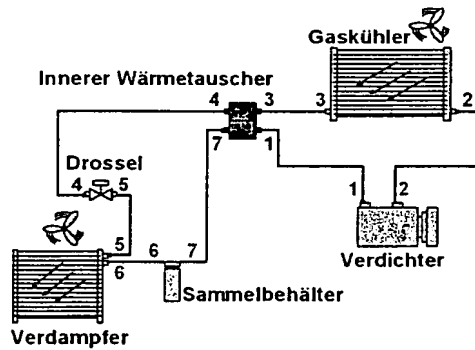 Gaskühler
Innerer Wärmetauscher
4 3 3 2
7 1
Drossel
4 5
1 2
5
6 6 7
Verdichter
Sammelbehälter
Verdampfer